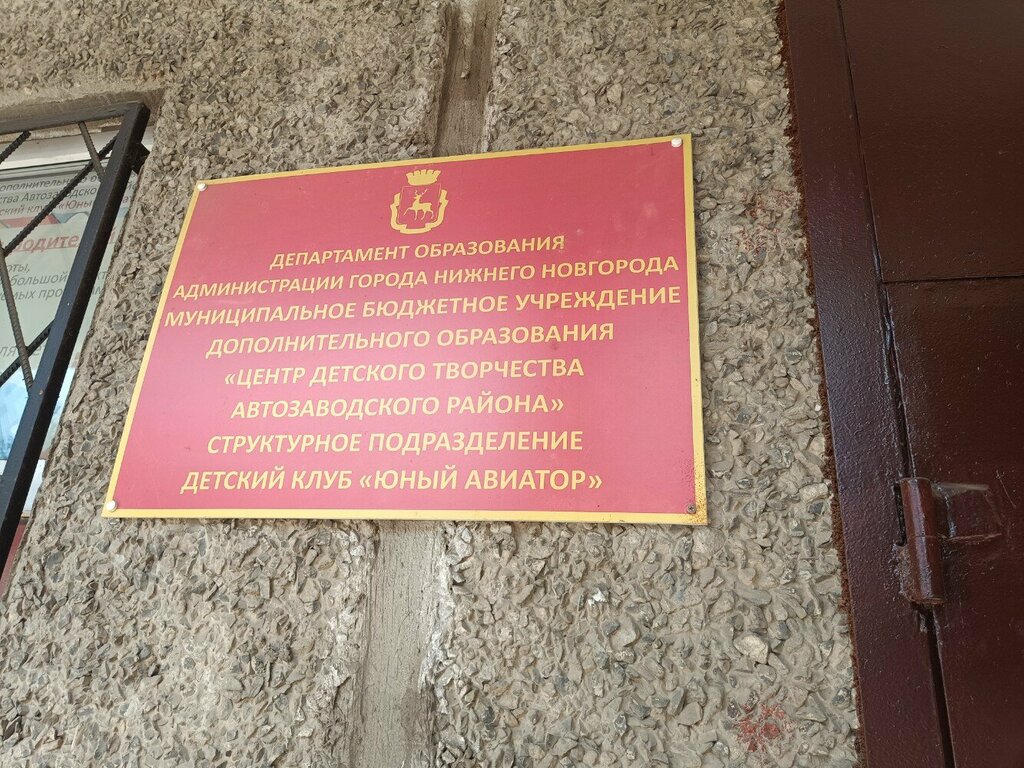 ДЕПАРТАМЕНТ ОБРАЗОВАНИЯ
АДМИНИСТРАЦИИ ГОРОДА НИЖНЕГО НОВГОРОДА
МУНИЦИПАЛЬНОЕ БЮДЖЕТНОЕ УЧРЕЖДЕНИЕ
ДОПОЛНИТЕЛЬНОГО ОБРАЗОВАНИЯ
«ЦЕНТР ДЕТСКОГО ТВОРЧЕСТВА
АВТОЗАВОДСКОГО РАЙОНА»
СТРУКТУРНОЕ ПОДРАЗДЕЛЕНИЕ
ДЕТСКИЙ КЛУБ «ЮНЫЙ АВИАТОР»